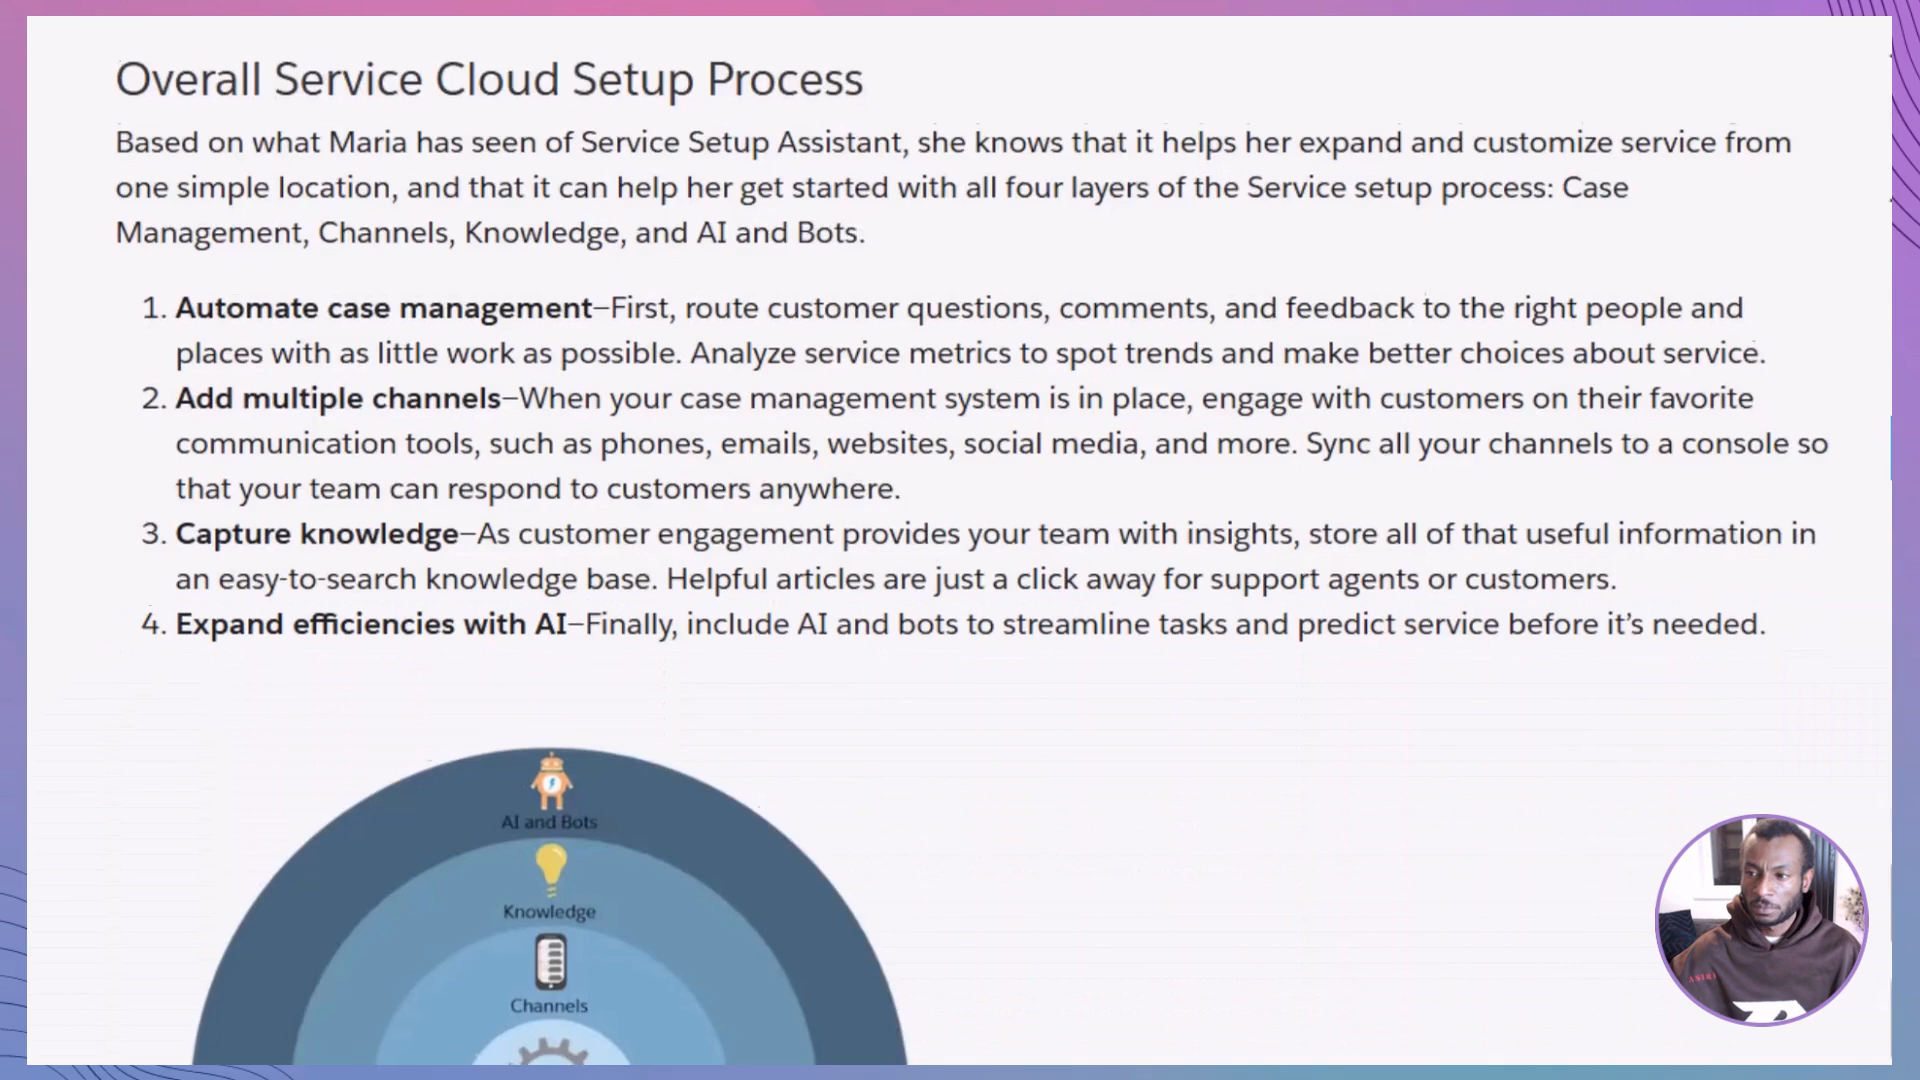 Overall Service Cloud Setup Process
Based on what Maria has seen of Service Setup Assistant, she knows that it helps her expand and customize service from
one simple location, and that it can help her get started with all four layers of the Service setup process: Case
Management, Channels, Knowledge, and AI and Bots.
1. Automate case management–First, route customer questions, comments, and feedback to the right people and
places with as little work as possible. Analyze service metrics to spot trends and make better choices about service.
2. Add multiple channels–When your case management system is in place, engage with customers on their favorite
communication tools, such as phones, emails, websites, social media, and more. Sync all your channels to a console so
that your team can respond to customers anywhere.
3. Capture knowledge–As customer engagement provides your team with insights, store all of that useful information in
an easy-to-search knowledge base. Helpful articles are just a click away for support agents or customers.
4. Expand efficiencies with AI–Finally, include AI and bots to streamline tasks and predict service before it’s needed.
AI and Bots
Knowledge
Channels